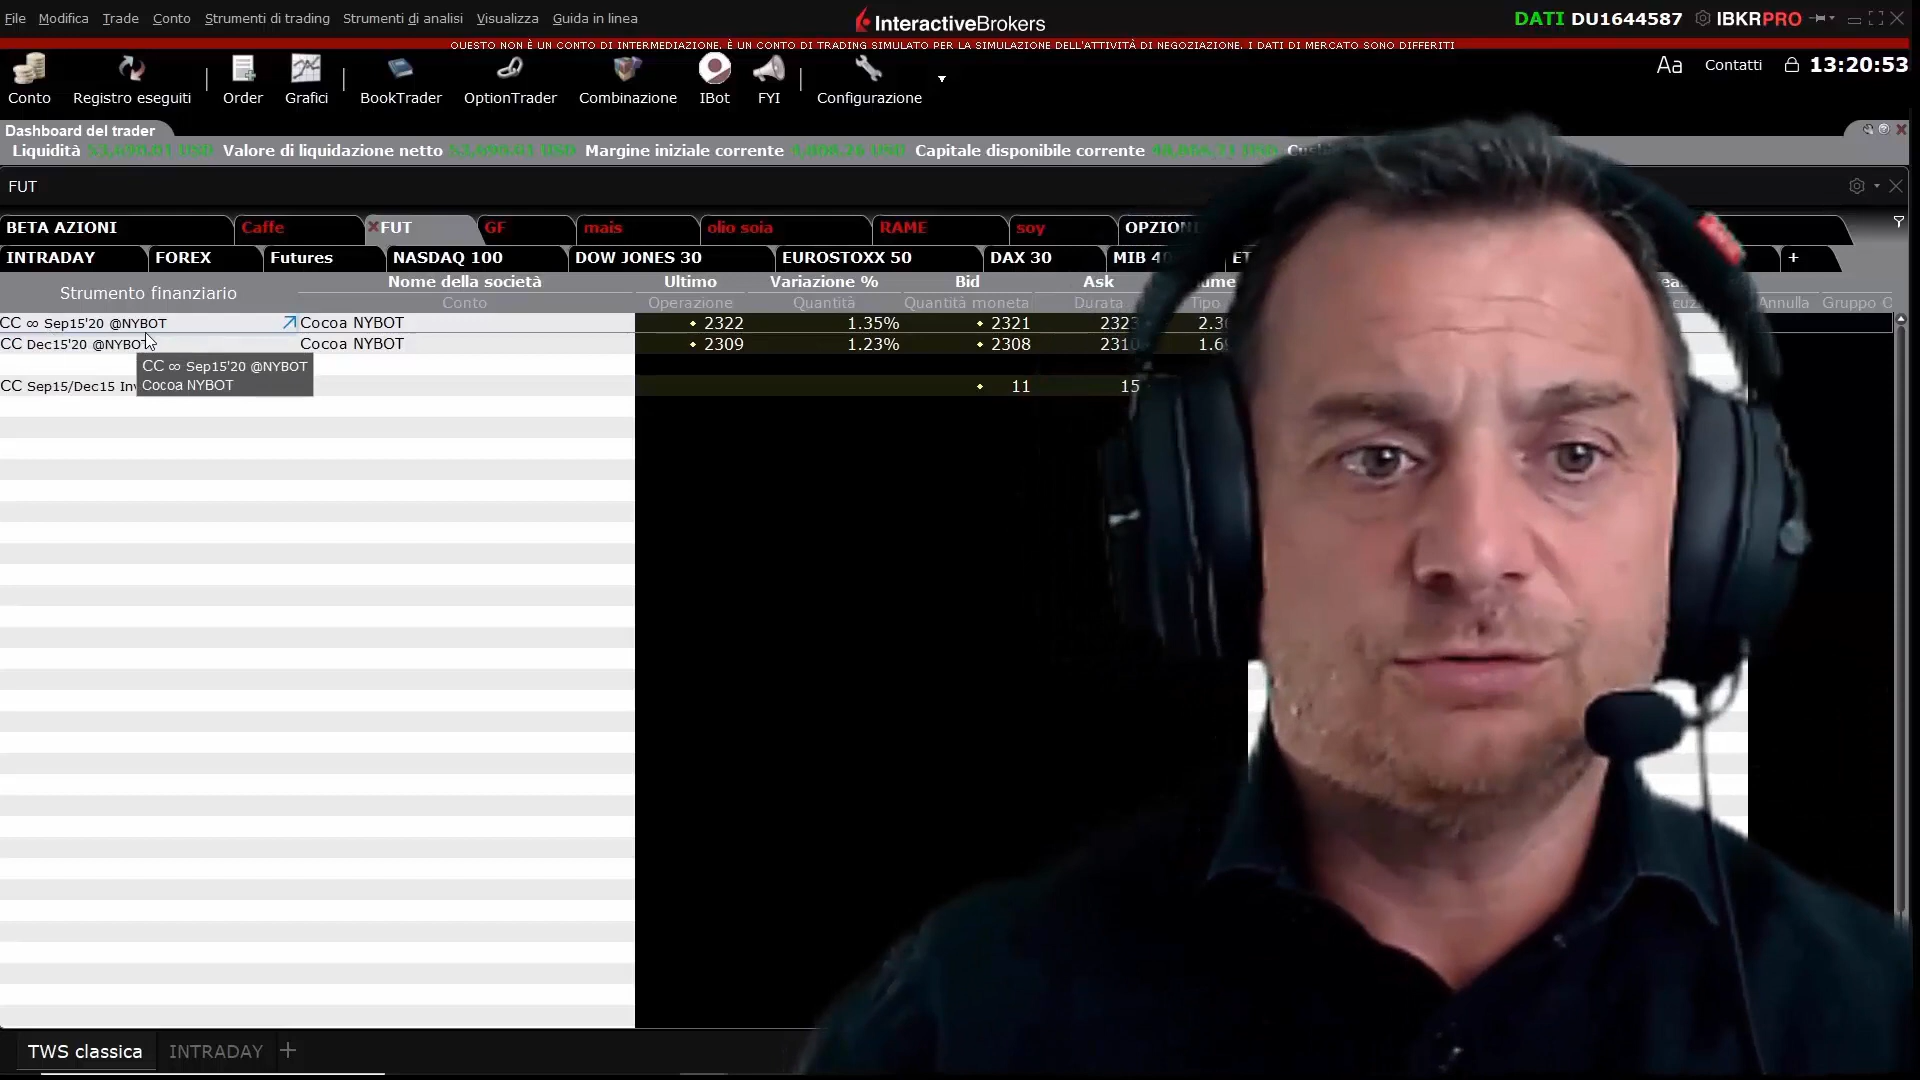 File Modifica Trade Conto Strumenti di trading Strumenti di analisi Visualizza Guida in linea
InteractiveBrokers
DATI DU1644587 IBKRPRO
QUESTO NON È UN CONTO DI INTERMEDIAZIONE. È UN CONTO DI TRADING SIMULATO PER LA SIMULAZIONE DELL'ATTIVITÀ DI NEGOZIAZIONE. I DATI DI MERCATO SONO DIFFERITI
Conto Registro eseguiti Order Grafici BookTrader OptionTrader Combinazione IBot FYI Configurazione
Aa Contatti 13:20:53
Dashboard del trader
Liquidità Valore di liquidazione netto Margine iniziale corrente Capitale disponibile corrente
FUT
BETA AZIONI Caffe FUT GF mais olio soia RAME soy
INTRADAY FOREX Futures NASDAQ 100 DOW JONES 30 EUROSTOXX 50 DAX 30 +
Strumento finanziario Nome della società Ultimo Variazione % Bid Ask
Conto Operazione Quantità Quantità moneta Durata Tipo Annulla Gruppo
CC ∞ Sep15'20 @NYBOT Cocoa NYBOT 2322 1.35% 2321
CC Dec15'20 @NYBOT Cocoa NYBOT 2309 1.23% 2308 2310
CC ∞ Sep15'20 @NYBOT
Cocoa NYBOT
CC Sep15/Dec15 11 15
TWS classica INTRADAY +